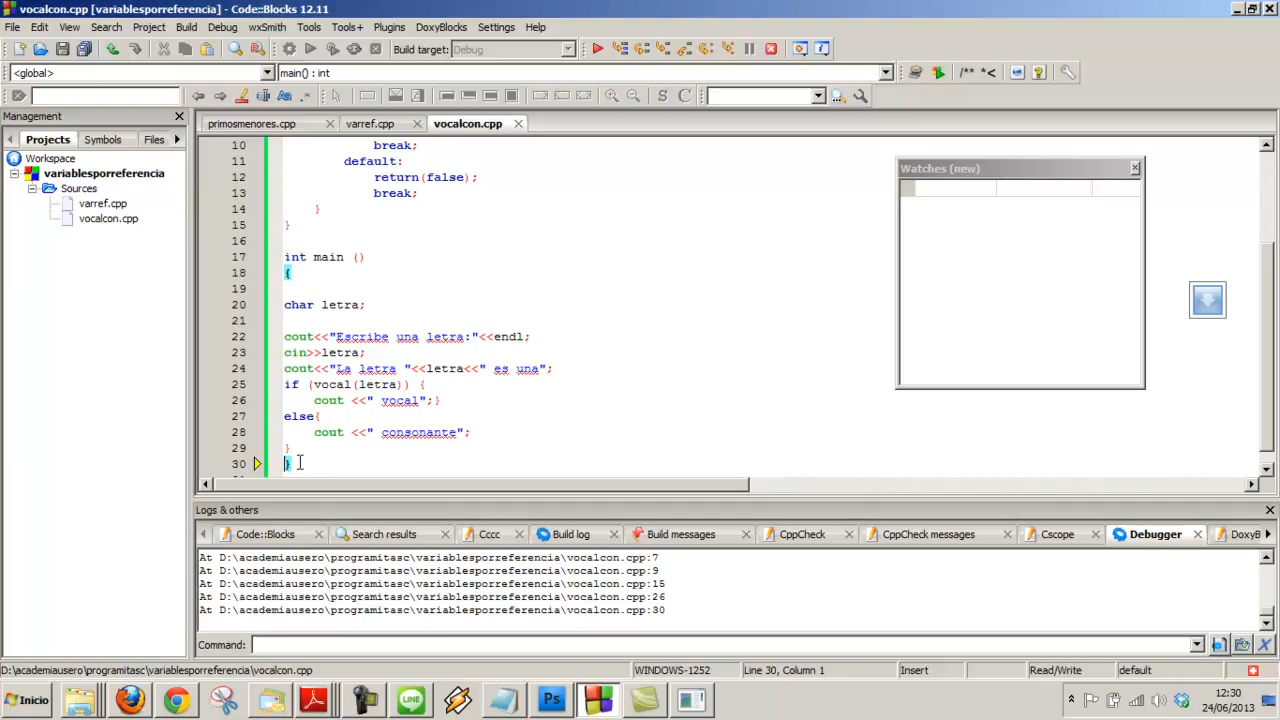 vocalcon.cpp [variablesporreferencia] - Code::Blocks 12.11
File Edit View Search Project Build Debug wxSmith Tools Tools+ Plugins DoxyBlocks Settings Help
Build target: Debug
<global> main() : int
/** *<
S C
Management
primosmenores.cpp varref.cpp vocalcon.cpp
Projects Symbols Files
Workspace
variablesporreferencia
Sources
varref.cpp
vocalcon.cpp
10 break;
11 default:
12 return(false);
13 break;
14 }
15 }
16
17 int main ()
18 {
19
20 char letra;
21
22 cout<<"Escribe una letra:"<<endl;
23 cin>>letra;
24 cout<<"La letra "<<letra<<" es una";
25 if (vocal(letra)) {
26 cout <<" vocal";}
27 else{
28 cout <<" consonante";
29 }
30 }
Watches (new)
Logs & others
Code::Blocks Search results Cccc Build log Build messages CppCheck CppCheck messages Cscope Debugger DoxyB
At D:\academiausero\programitasc\variablesporreferencia\vocalcon.cpp:7
At D:\academiausero\programitasc\variablesporreferencia\vocalcon.cpp:9
At D:\academiausero\programitasc\variablesporreferencia\vocalcon.cpp:15
At D:\academiausero\programitasc\variablesporreferencia\vocalcon.cpp:26
At D:\academiausero\programitasc\variablesporreferencia\vocalcon.cpp:30
Command:
D:\academiausero\programitasc\variablesporreferencia\vocalcon.cpp WINDOWS-1252 Line 30, Column 1 Insert Read/Write default
Inicio LINE Ps 12:30
24/06/2013